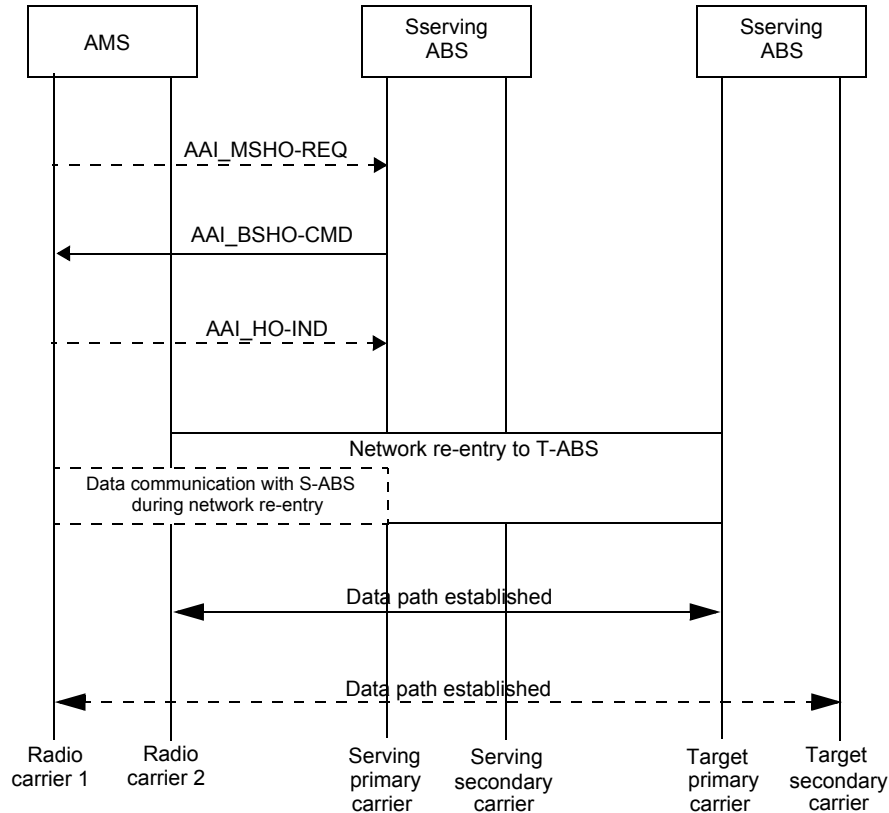 AMS
Sserving
ABS
Sserving
ABS
AAI_MSHO-REQ
AAI_BSHO-CMD
AAI_HO-IND
Network re-entry to T-ABS
Data communication with S-ABS
during network re-entry
Data path established
Data path established
Radio
carrier 1
Radio
carrier 2
Serving
primary
carrier
Serving
secondary
carrier
Target
primary
carrier
Target
secondary
carrier